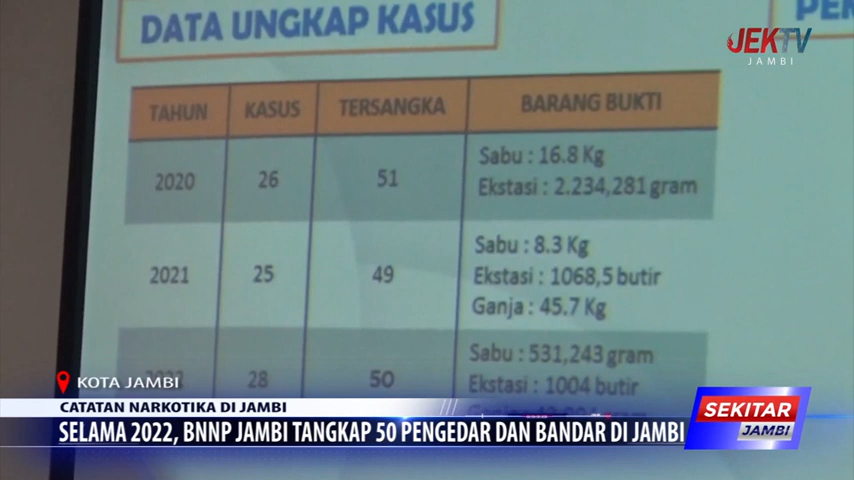 DATA UNGKAP KASUS
PEM
JEKTV
JAMBI
TAHUN KASUS TERSANGKA BARANG BUKTI
2020 26 51 Sabu : 16.8 Kg
Ekstasi : 2.234,281 gram
2021 25 49 Sabu : 8.3 Kg
Ekstasi : 1068,5 butir
Ganja : 45.7 Kg
28 50 Sabu : 531,243 gram
Ekstasi : 1004 butir
KOTA JAMBI
CATATAN NARKOTIKA DI JAMBI
SELAMA 2022, BNNP JAMBI TANGKAP 50 PENGEDAR DAN BANDAR DI JAMBI
SEKITAR
JAMBI